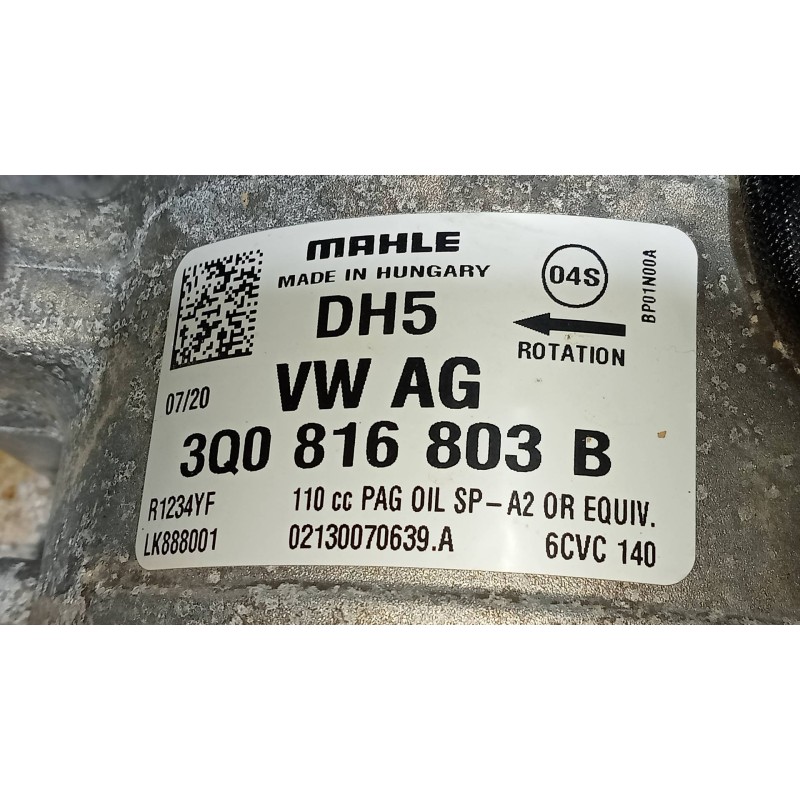 MAHLE
MADE IN HUNGARY
04S
DH5
BP01N00A
ROTATION
07/20
VW AG
3Q0 816 803 B
R1234YF 110 cc PAG OIL SP-A2 OR EQUIV.
LK888001 02130070639.A 6CVC 140